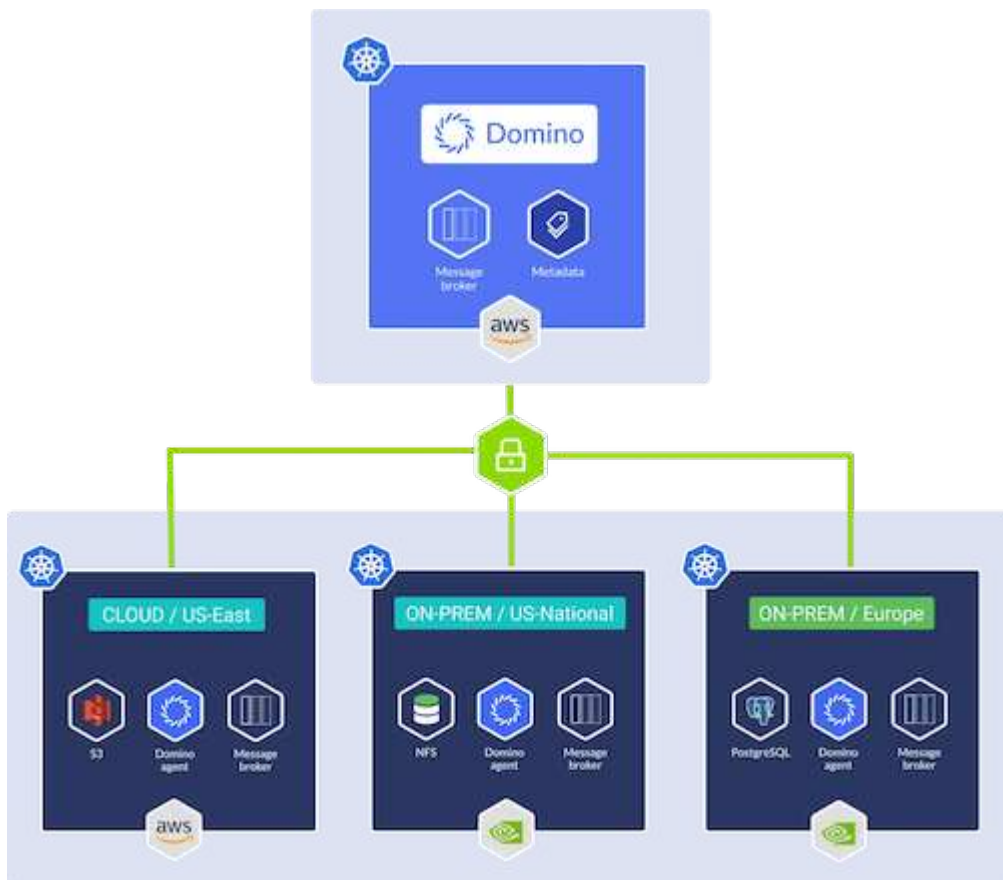 Domino
Message
broker
Metadata
aws
CLOUD / US-East
S3
Domino
agent
Message
broker
aws
ON-PREM / US-National
NFS
Domino
agent
Message
broker
ON-PREM / Europe
PostgreSQL
Domino
agent
Message
broker